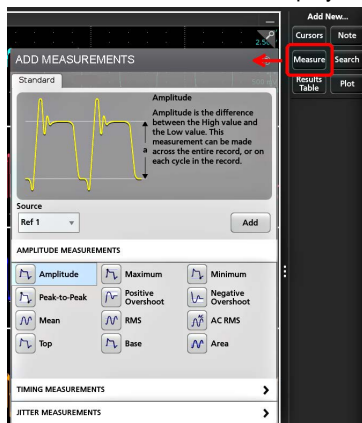 Add New...
Cursors Note
Measure Search
Results Table Plot
ADD MEASUREMENTS
Standard
Amplitude
Amplitude is the difference
between the High value and
the Low value. This
measurement can be made
a across the entire record, or on
each cycle in the record.
Source
Ref 1
Add
AMPLITUDE MEASUREMENTS
Amplitude Maximum Minimum
Peak-to-Peak Positive Overshoot Negative Overshoot
Mean RMS AC RMS
Top Base Area
TIMING MEASUREMENTS
JITTER MEASUREMENTS